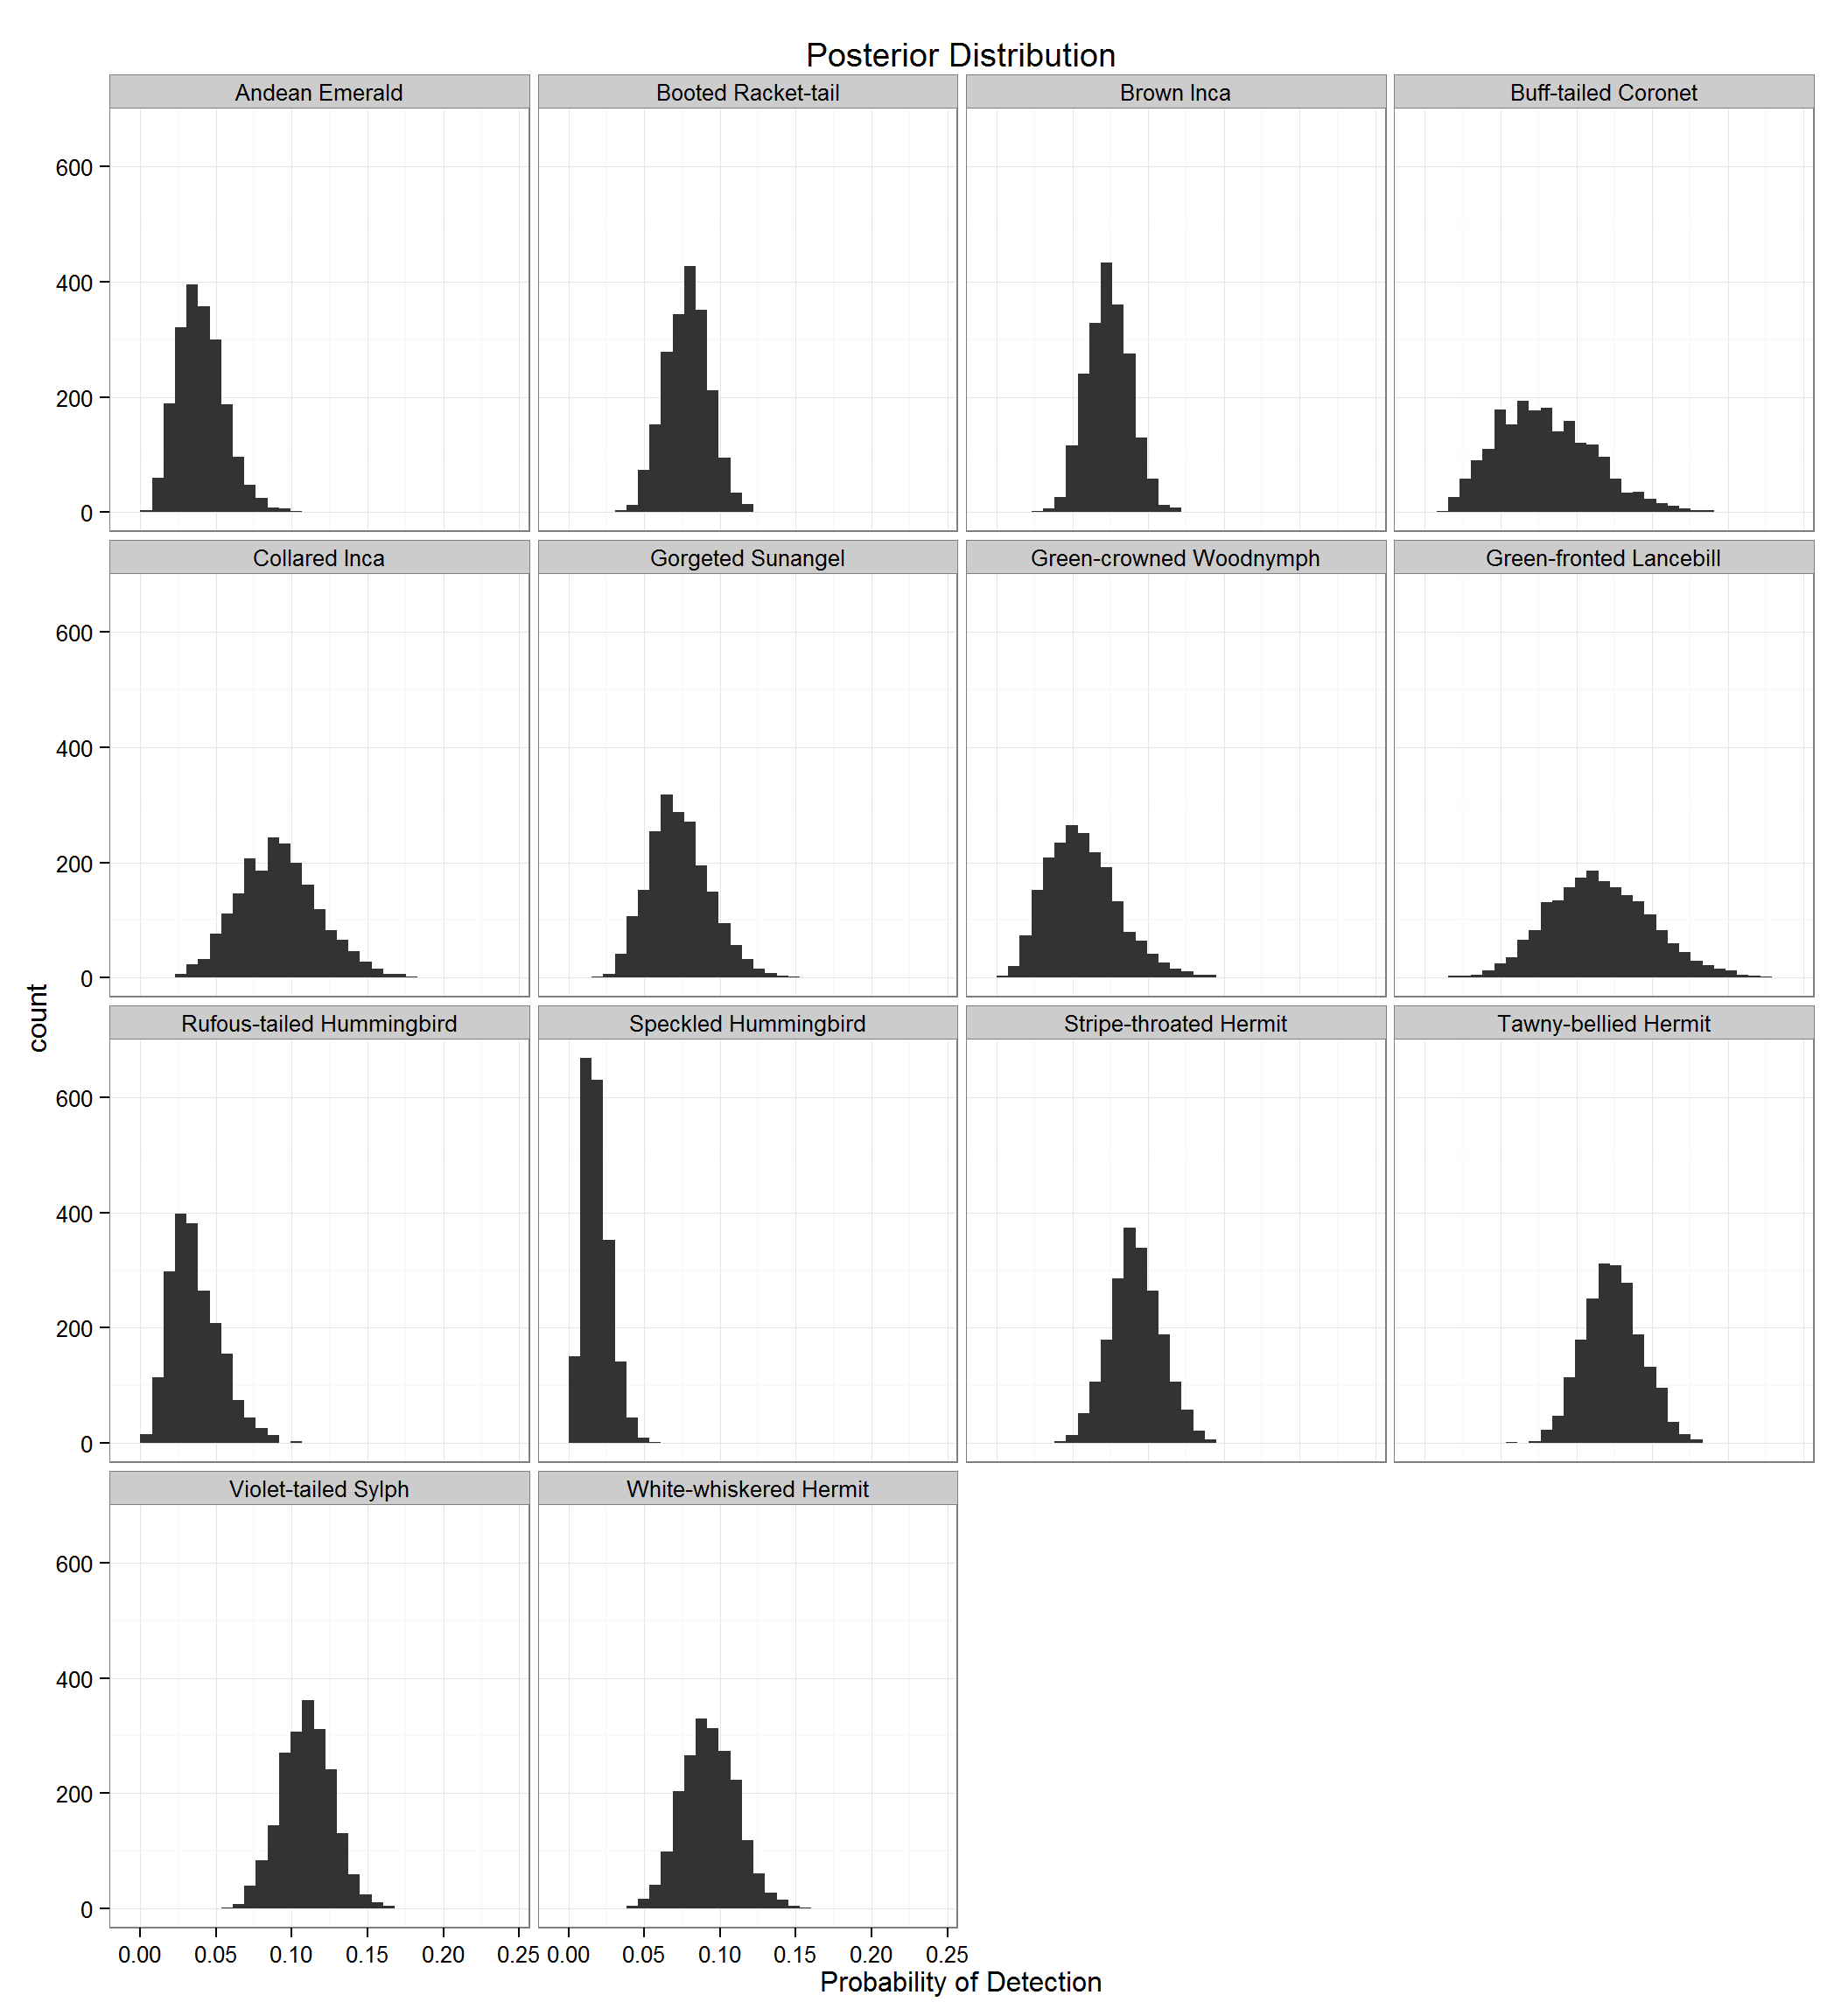 Posterior Distribution
Andean Emerald Booted Racket-tail Brown Inca Buff-tailed Coronet
600
400
200
0
Collared Inca Gorgeted Sunangel Green-crowned Woodnymph Green-fronted Lancebill
600
400
200
0
count
Rufous-tailed Hummingbird Speckled Hummingbird Stripe-throated Hermit Tawny-bellied Hermit
600
400
200
0
Violet-tailed Sylph White-whiskered Hermit
600
400
200
0
0.00 0.05 0.10 0.15 0.20 0.25 0.00 0.05 0.10 0.15 0.20 0.25
Probability of Detection